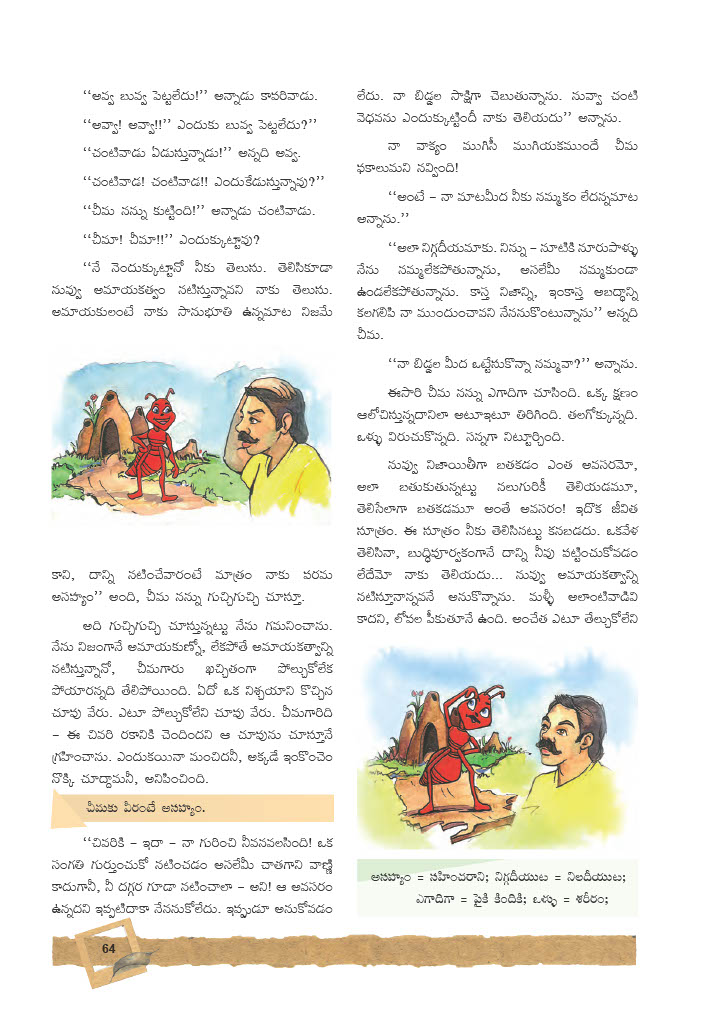 ‘‘అవ్వ బువ్వ పెట్టలేదు!’’ అన్నాడు కాపరివాడు.
‘‘అవ్వా! అవ్వా!!’’ ఎందుకు బువ్వ పెట్టలేదు?’’
‘‘చంటివాడు ఏడుస్తున్నాడు!’’ అన్నది అవ్వ.
‘‘చంటివాడ! చంటివాడ!! ఎందుకేడుస్తున్నావు?’’
‘‘చీమ నన్ను కుట్టింది!’’ అన్నాడు చంటివాడు.
‘‘చీమా! చీమా!!’’ ఎందుక్కుట్టావు?
‘‘నే నెందుక్కుట్టానో నీకు తెలుసు. తెలిసికూడా
నువ్వు అమాయకత్వం నటిస్తున్నావని నాకు తెలుసు.
అమాయకులంటే నాకు సానుభూతి ఉన్నమాట నిజమే
కాని, దాన్ని నటించేవారంటే మాత్రం నాకు పరమ
అసహ్యం’’ అంది, చీమ నన్ను గుచ్చిగుచ్చి చూస్తూ.
అది గుచ్చిగుచ్చి చూస్తున్నట్టు నేను గమనించాను.
నేను నిజంగానే అమాయకుణ్నో, లేకపోతే అమాయకత్వాన్ని
నటిస్తున్నానో, చీమగారు ఖచ్చితంగా పోల్చుకోలేక
పోయారన్నది తేలిపోయింది. ఏదో ఒక నిశ్చయాని కొచ్చిన
చూపు వేరు. ఎటూ పోల్చుకోలేని చూపు వేరు. చీమగారిది
– ఈ చివరి రకానికి చెందిందని ఆ చూపును చూస్తూనే
గ్రహించాను. ఎందుకయినా మంచిదనీ, అక్కడే ఇంకొంచెం
నొక్కి చూద్దామనీ, అనిపించింది.
చీమకు వీరంటే అసహ్యం.
‘‘చివరికి – ఇదా – నా గురించి నీవనవలసింది! ఒక
సంగతి గుర్తుంచుకో నటించడం అసలేమీ చాతగాని వాణ్ణి
కాదుగానీ, నీ దగ్గర గూడా నటించాలా – అని! ఆ అవసరం
ఉన్నదని ఇప్పటిదాకా నేననుకోలేదు. ఇప్పుడూ అనుకోవడం
లేదు. నా బిడ్డల సాక్షిగా చెబుతున్నాను. నువ్వా చంటి
వెధవను ఎందుక్కుట్టిందీ నాకు తెలియదు’’ అన్నాను.
నా వాక్యం ముగిసీ ముగియకముందే చీమ
ఫకాలుమని నవ్వింది!
‘‘అంటే – నా మాటమీద నీకు నమ్మకం లేదన్నమాట
అన్నాను.’’
‘‘అలా నిగ్గదీయమాకు. నిన్ను – నూటికి నూరుపాళ్ళు
నేను నమ్మలేకపోతున్నాను, అసలేమీ నమ్మకుండా
ఉండలేకపోతున్నాను. కాస్త నిజాన్ని, ఇంకాస్త అబద్ధాన్ని
కలగలిపి నా ముందుంచావని నేననుకొంటున్నాను’’ అన్నది
చీమ.
‘‘నా బిడ్డల మీద ఒట్టేసుకొన్నా నమ్మవా?’’ అన్నాను.
ఈసారి చీమ నన్ను ఎగాదిగా చూసింది. ఒక్క క్షణం
ఆలోచిస్తున్నదానిలా అటూఇటూ తిరిగింది. తలగోక్కున్నది.
ఒళ్ళు విరుచుకొన్నది. సన్నగా నిట్టూర్చింది.
నువ్వు నిజాయితీగా బతకడం ఎంత అవసరమో,
అలా బతుకుతున్నట్టు నలుగురికీ తెలియడమూ,
తెలిసేలాగా బతకడమూ అంతే అవసరం! ఇదొక జీవిత
సూత్రం. ఈ సూత్రం నీకు తెలిసినట్టు కనబడదు. ఒకవేళ
తెలిసినా, బుద్ధిపూర్వకంగానే దాన్ని నీవు పట్టించుకోవడం
లేదేమో నాకు తెలియదు... నువ్వు అమాయకత్వాన్ని
నటిస్తూనాన్నవనే అనుకొన్నాను. మళ్ళీ అలాంటివాడివి
కాదని, లోపల పీకుతూనే ఉంది. అంచేత ఎటూ తేల్చుకోలేని
అసహ్యం = సహించరాని; నిగ్గదీయుట = నిలదీయుట;
ఎగాదిగా = పైకి కిందికి; ఒళ్ళు = శరీరం;
64